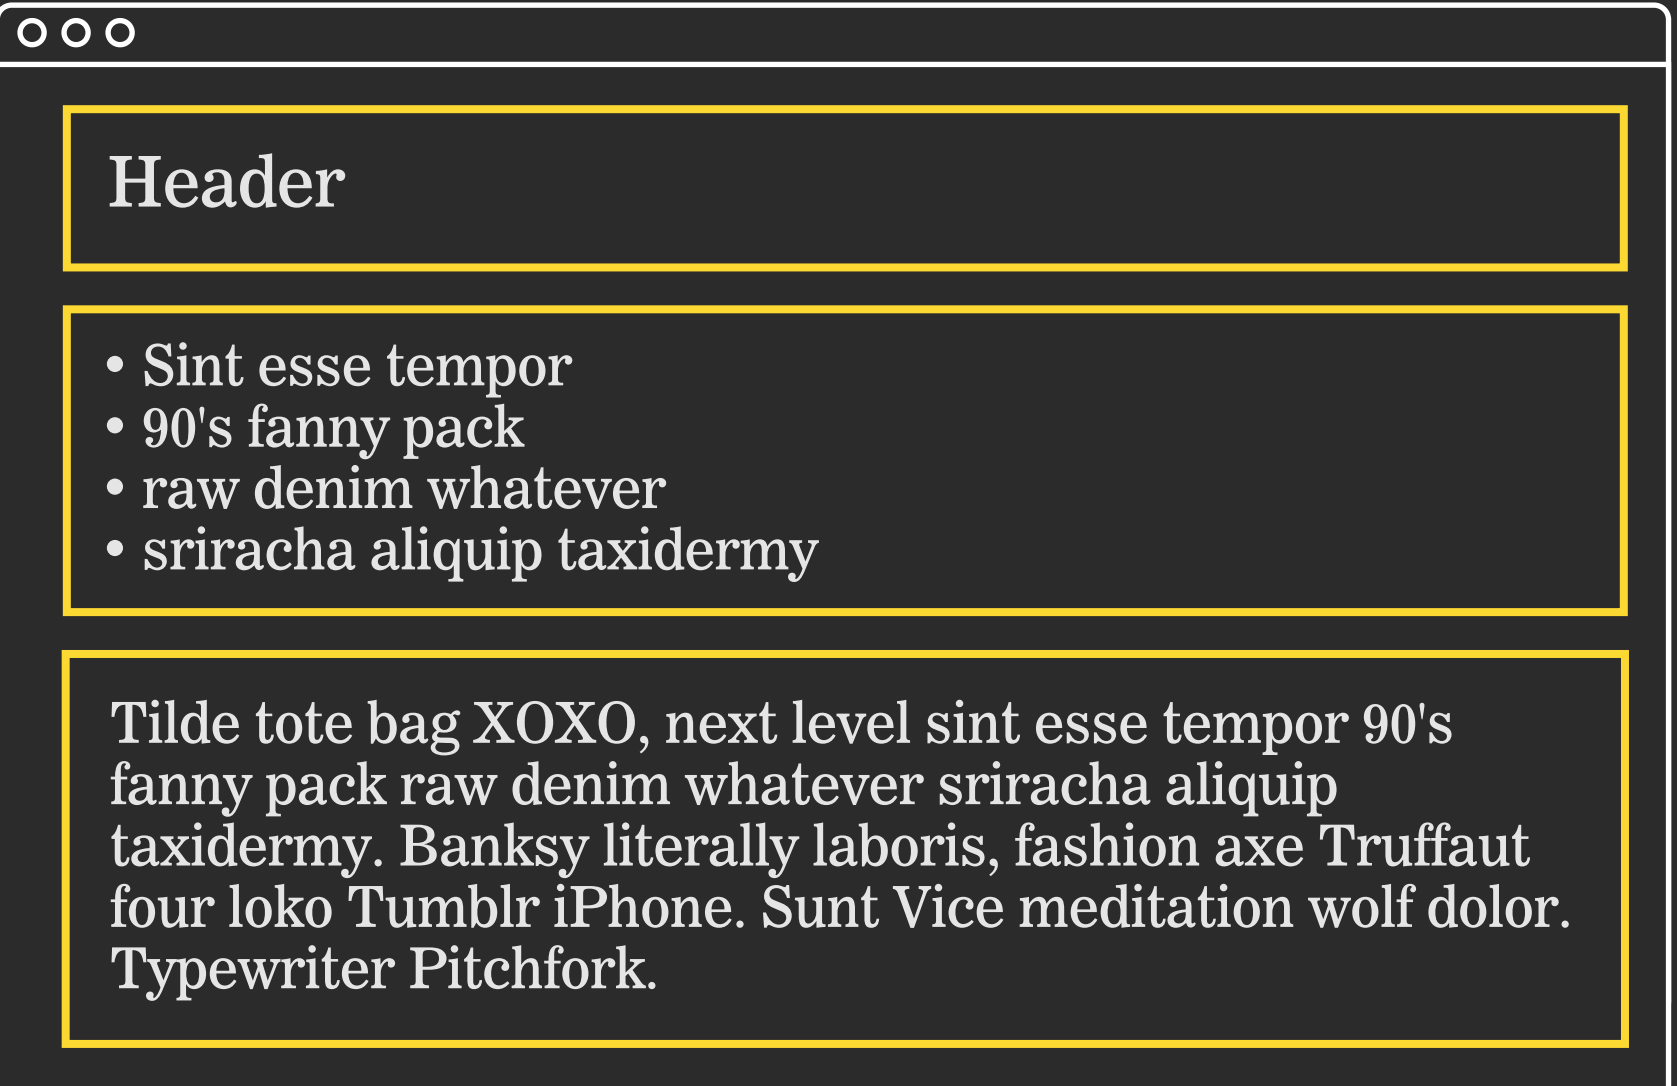 Header
• Sint esse tempor
• 90's fanny pack
• raw denim whatever
• sriracha aliquip taxidermy
Tilde tote bag XOXO, next level sint esse tempor 90's
fanny pack raw denim whatever sriracha aliquip
taxidermy. Banksy literally laboris, fashion axe Truffaut
four loko Tumblr iPhone. Sunt Vice meditation wolf dolor.
Typewriter Pitchfork.